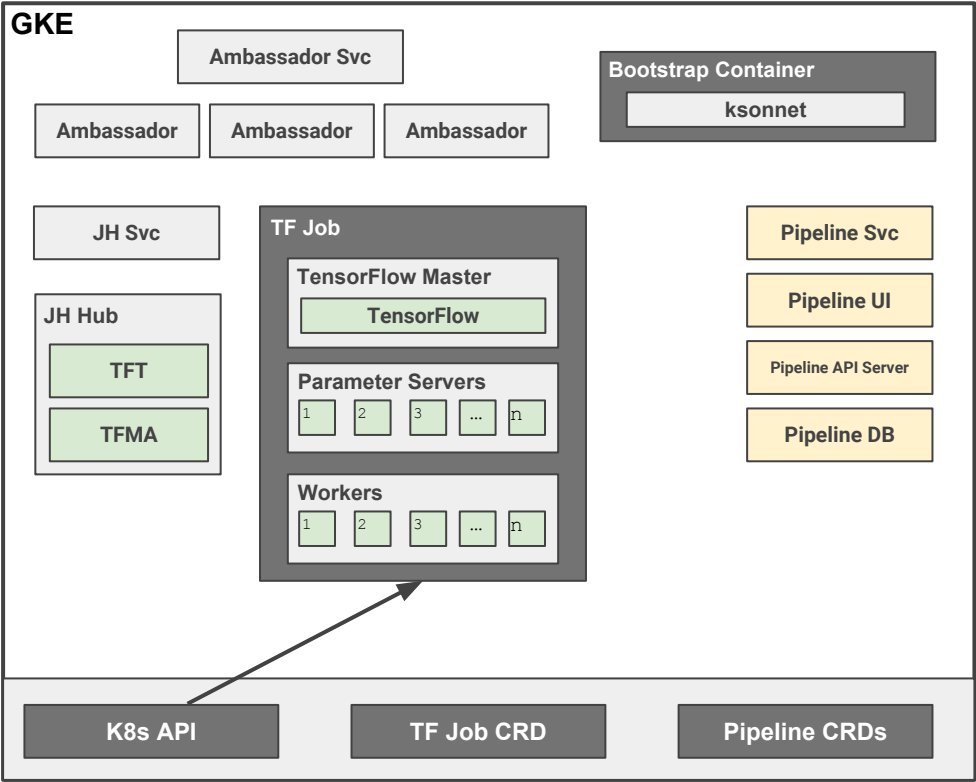 GKE
Ambassador Svc
Bootstrap Container
ksonnet
Ambassador
Ambassador
Ambassador
JH Svc
JH Hub
TFT
TFMA
TF Job
TensorFlow Master
TensorFlow
Parameter Servers
1 2 3 ... n
Workers
1 2 3 ... n
Pipeline Svc
Pipeline UI
Pipeline API Server
Pipeline DB
K8s API
TF Job CRD
Pipeline CRDs